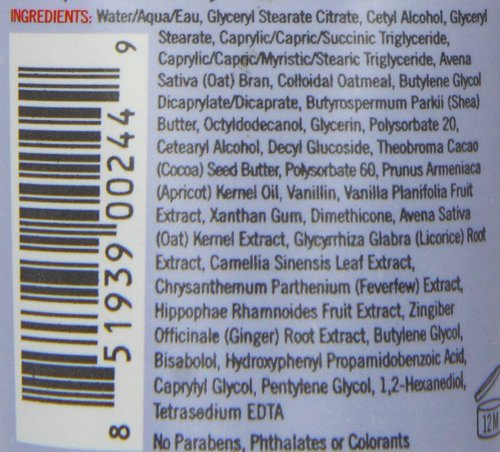 INGREDIENTS: Water/Aqua/Eau, Glyceryl Stearate Citrate, Cetyl Alcohol, Glyceryl
Stearate, Caprylic/Capric/Succinic Triglyceride,
Caprylic/Capric/Myristic/Stearic Triglyceride, Avena
Sativa (Oat) Bran, Colloidal Oatmeal, Butylene Glycol
Dicaprylate/Dicaprate, Butyrospermum Parkii (Shea)
Butter, Octyldodecanol, Glycerin, Polysorbate 20,
Cetearyl Alcohol, Decyl Glucoside, Theobroma Cacao
(Cocoa) Seed Butter, Polysorbate 60, Prunus Armeniaca
(Apricot) Kernel Oil, Vanillin, Vanilla Planifolia Fruit
Extract, Xanthan Gum, Dimethicone, Avena Sativa
(Oat) Kernel Extract, Glycyrrhiza Glabra (Licorice) Root
Extract, Camellia Sinensis Leaf Extract,
Chrysanthemum Parthenium (Feverfew) Extract,
Hippophae Rhamnoides Fruit Extract, Zingiber
Officinale (Ginger) Root Extract, Butylene Glycol,
Bisabolol, Hydroxyphenyl Propamidobenzoic Acid,
Caprylyl Glycol, Pentylene Glycol, 1,2-Hexanediol,
Tetrasodium EDTA
No Parabens, Phthalates or Colorants
8 51939 00244 9
12M